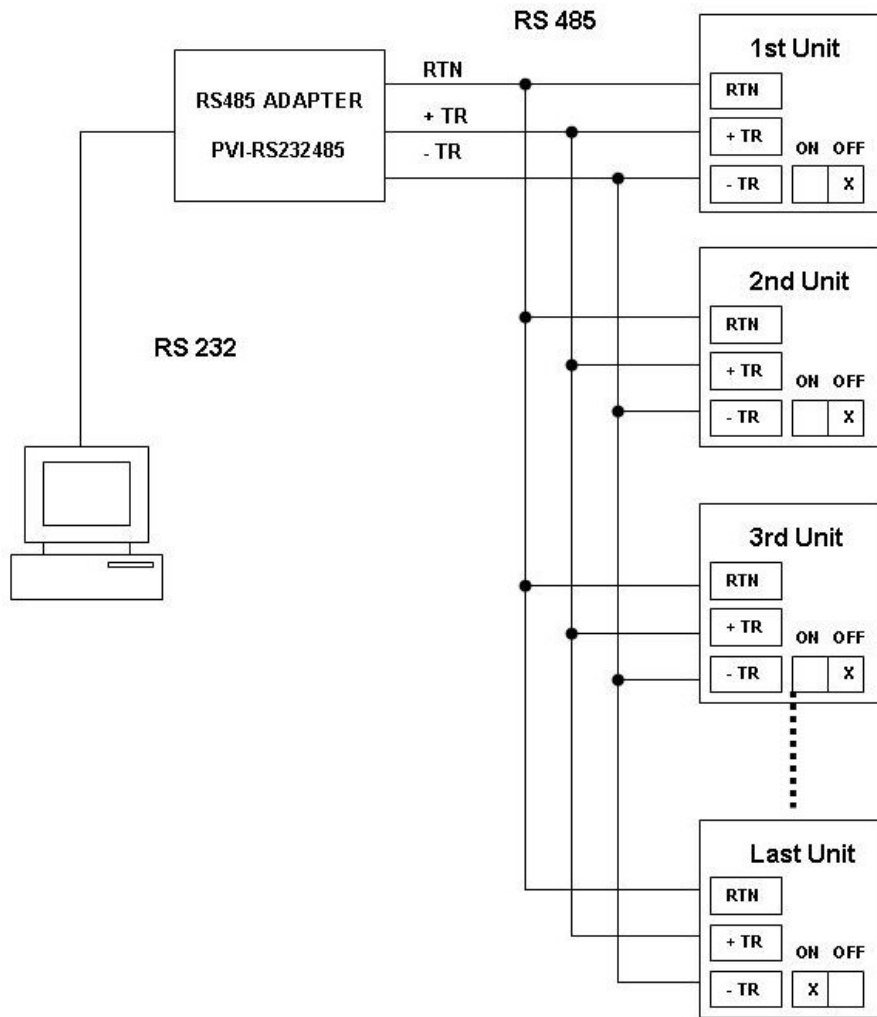 RS 485
RS485 ADAPTER
PVI-RS232485
RTN
+ TR
- TR
RS 232
1st Unit
RTN
+ TR
ON OFF
- TR
X
2nd Unit
RTN
+ TR
ON OFF
- TR
X
3rd Unit
RTN
+ TR
ON OFF
- TR
X
Last Unit
RTN
+ TR
ON OFF
- TR
X